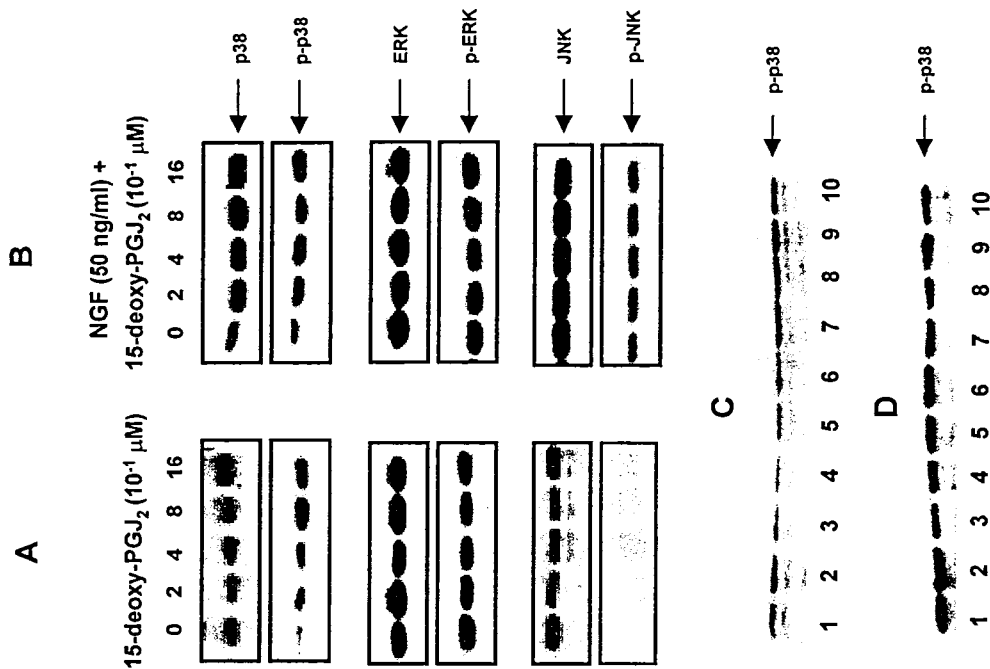 A
15-deoxy-PGJ₂ (10⁻¹ µM)
0 2 4 8 16
B
NGF (50 ng/ml) +
15-deoxy-PGJ₂ (10⁻¹ µM)
0 2 4 8 16
p38
p-p38
ERK
p-ERK
JNK
p-JNK
C
p-p38
1 2 3 4 5 6 7 8 9 10
D
p-p38
1 2 3 4 5 6 7 8 9 10